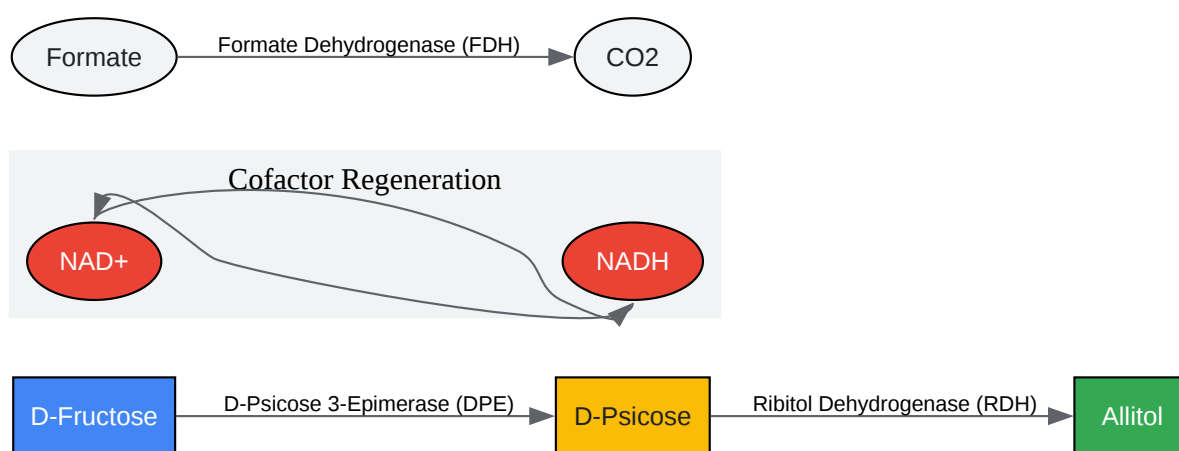 Formate
Formate Dehydrogenase (FDH)
CO2
Cofactor Regeneration
NAD+
NADH
D-Fructose
D-Psicose 3-Epimerase (DPE)
D-Psicose
Ribitol Dehydrogenase (RDH)
Allitol